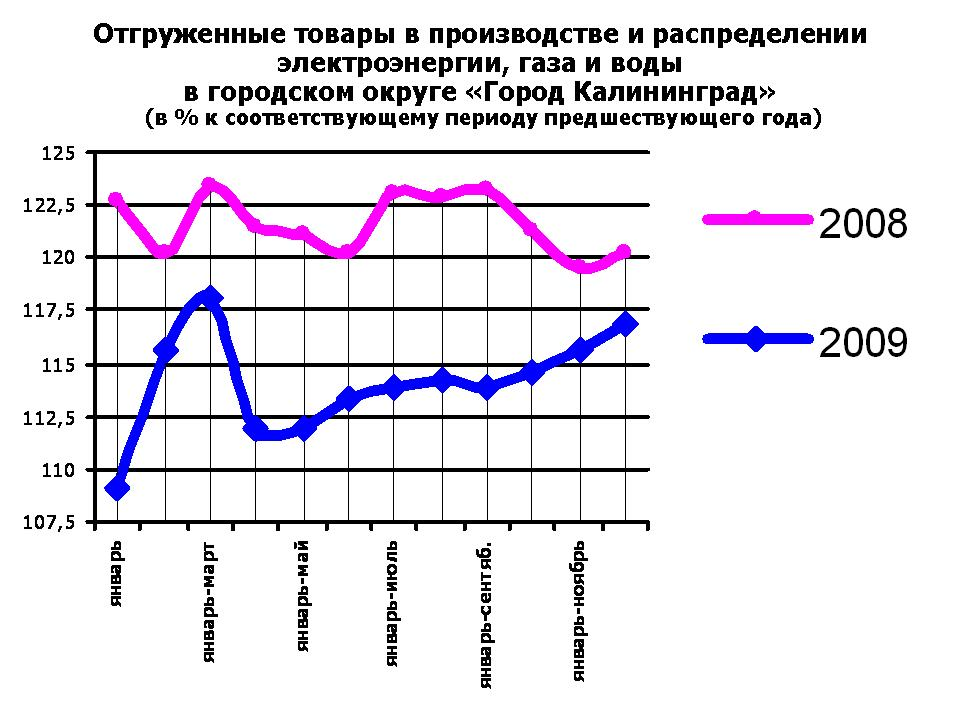 Отгруженные товары в производстве и распределении
электроэнергии, газа и воды
в городском округе «Город Калининград»
(в % к соответствующему периоду предшествующего года)
125
122,5
120
117,5
115
112,5
110
107,5
2008
2009
январь
январь-март
январь-май
январь-июль
январь-сентяб.
январь-ноябрь